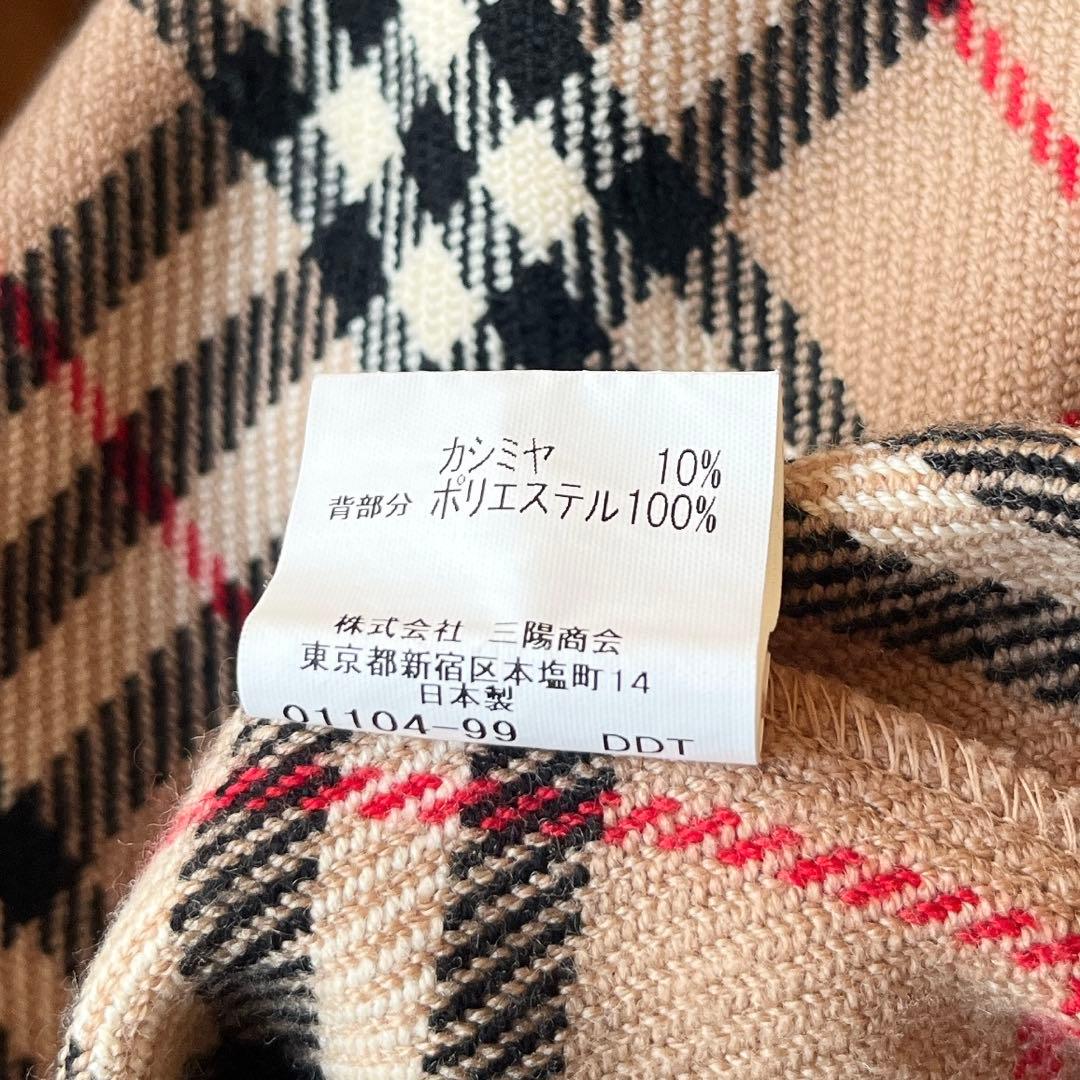 カシミヤ 10%
背部分 ポリエステル100%
株式会社 三陽商会
東京都新宿区本塩町14
日本製
01104-99 DDT